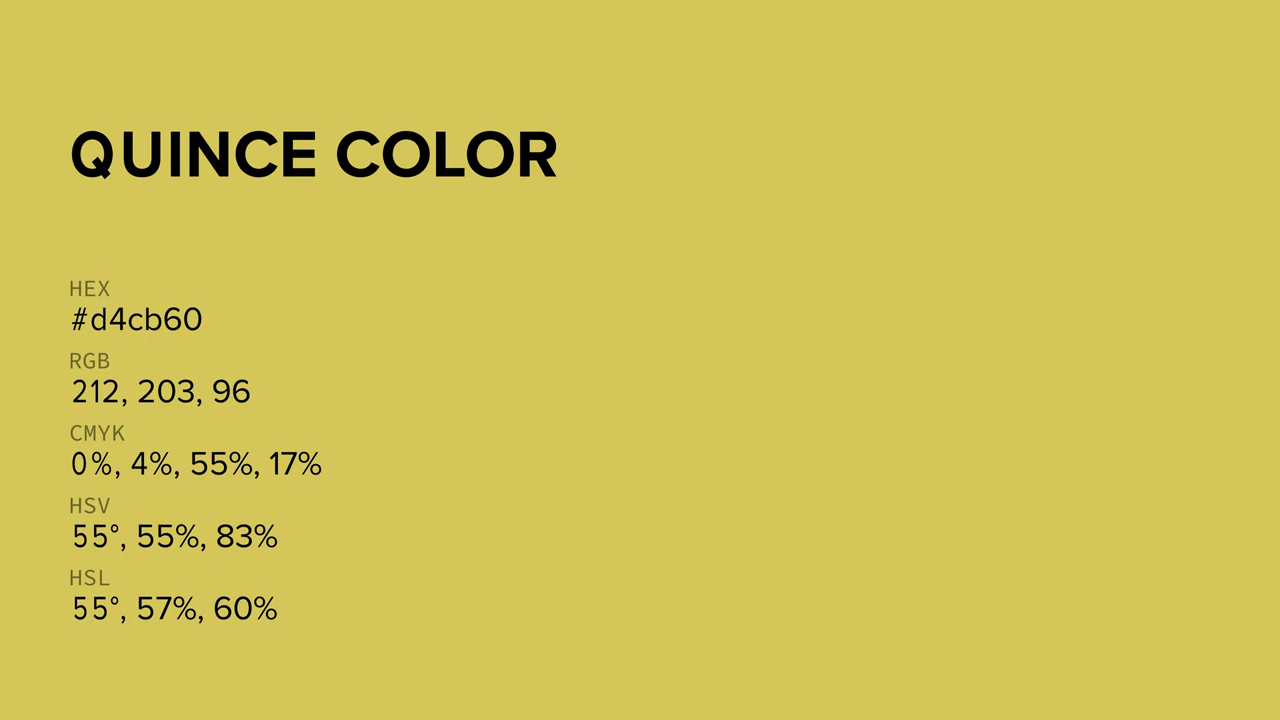 QUINCE COLOR
HEX
#d4cb60
RGB
212, 203, 96
CMYK
0%, 4%, 55%, 17%
HSV
55°, 55%, 83%
HSL
55°, 57%, 60%